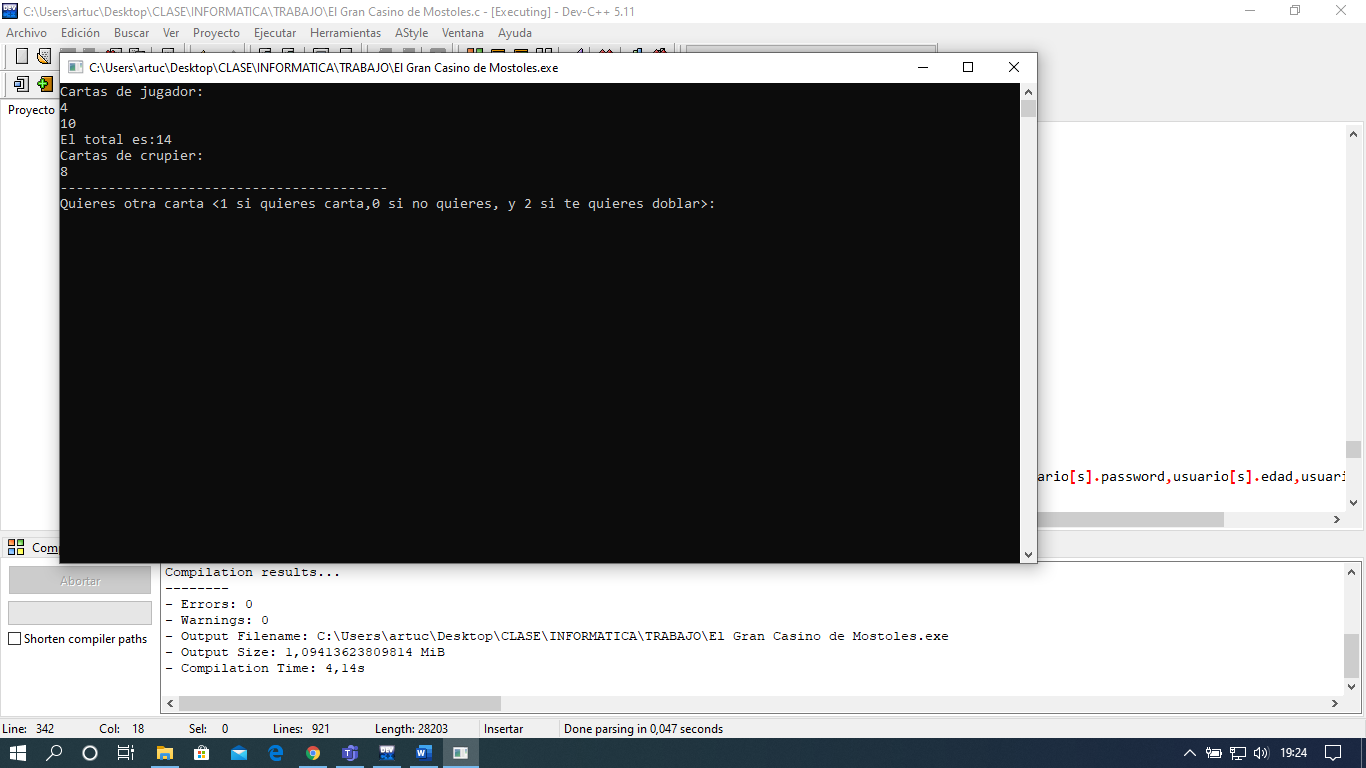 C:\Users\artuc\Desktop\CLASE\INFORMATICA\TRABAJO\El Gran Casino de Mostoles.c - [Executing] - Dev-C++ 5.11
Archivo Edición Buscar Ver Proyecto Ejecutar Herramientas AStyle Ventana Ayuda
C:\Users\artuc\Desktop\CLASE\INFORMATICA\TRABAJO\El Gran Casino de Mostoles.exe
Proyecto
Cartas de jugador:
4
10
El total es:14
Cartas de crupier:
8
-----------------------------------------
Quieres otra carta <1 si quieres carta,0 si no quieres, y 2 si te quieres doblar>:
ario[s].password,usuario[s].edad,usuari
Com
Abortar
Shorten compiler paths
Compilation results...
--------
- Errors: 0
- Warnings: 0
- Output Filename: C:\Users\artuc\Desktop\CLASE\INFORMATICA\TRABAJO\El Gran Casino de Mostoles.exe
- Output Size: 1,09413623809814 MiB
- Compilation Time: 4,14s
Line: 342 Col: 18 Sel: 0 Lines: 921 Length: 28203 Insertar Done parsing in 0,047 seconds
19:24